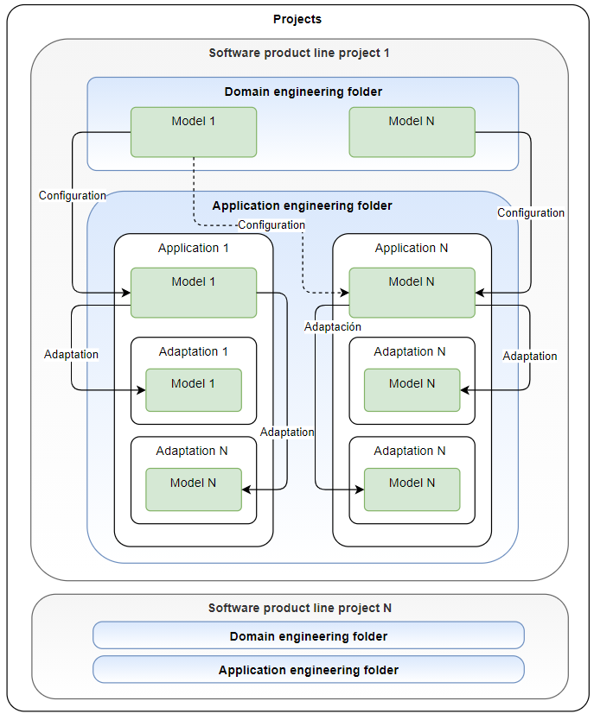 Projects
Software product line project 1
Domain engineering folder
Model 1
Model N
Configuration
Application engineering folder
Configuration
Configuration
Application 1
Application N
Model 1
Model N
Adaptación
Adaptation
Adaptation 1
Adaptation N
Adaptation
Model 1
Model N
Adaptation
Adaptation N
Adaptation N
Model N
Model N
Software product line project N
Domain engineering folder
Application engineering folder